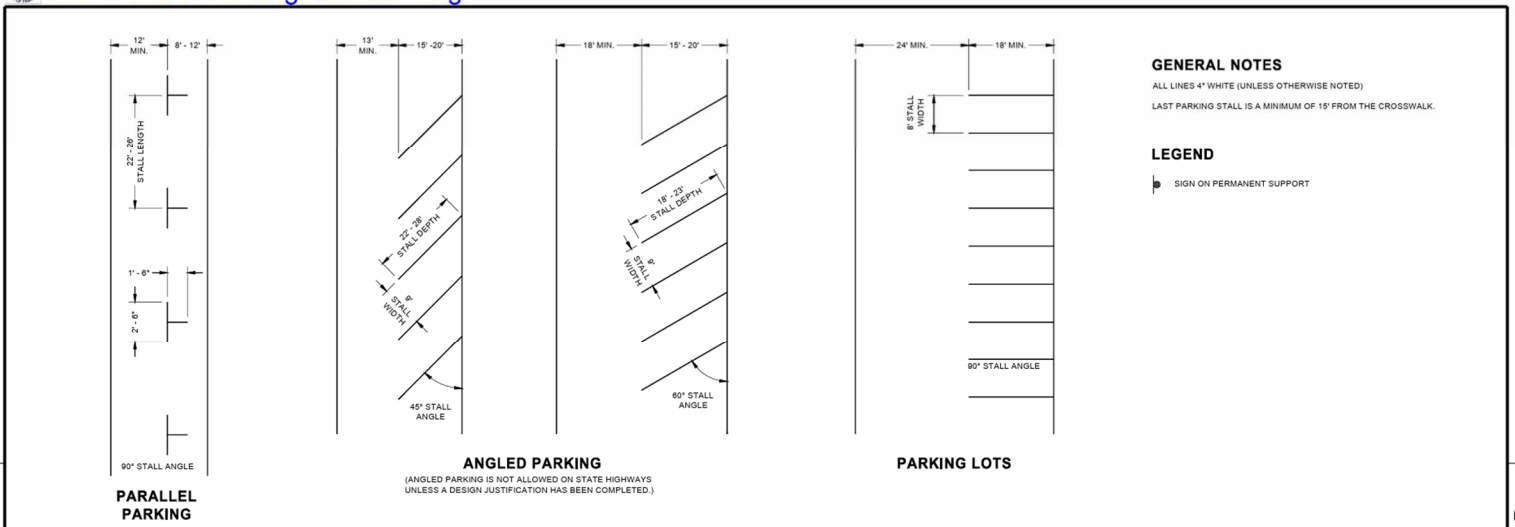 12'
MIN.
8' - 12'
22' - 26'
STALL LENGTH
1' - 6"
2' - 6"
90° STALL ANGLE
PARALLEL
PARKING
13'
MIN.
15' -20'
22' - 28'
STALL DEPTH
9'
STALL
WIDTH
45° STALL
ANGLE
18' MIN.
15' - 20'
18' - 23'
STALL DEPTH
9'
STALL
WIDTH
60° STALL
ANGLE
ANGLED PARKING
(ANGLED PARKING IS NOT ALLOWED ON STATE HIGHWAYS
UNLESS A DESIGN JUSTIFICATION HAS BEEN COMPLETED.)
24' MIN.
18' MIN.
8' STALL
WIDTH
90° STALL ANGLE
PARKING LOTS
GENERAL NOTES
ALL LINES 4" WHITE (UNLESS OTHERWISE NOTED)
LAST PARKING STALL IS A MINIMUM OF 15' FROM THE CROSSWALK.
LEGEND
SIGN ON PERMANENT SUPPORT